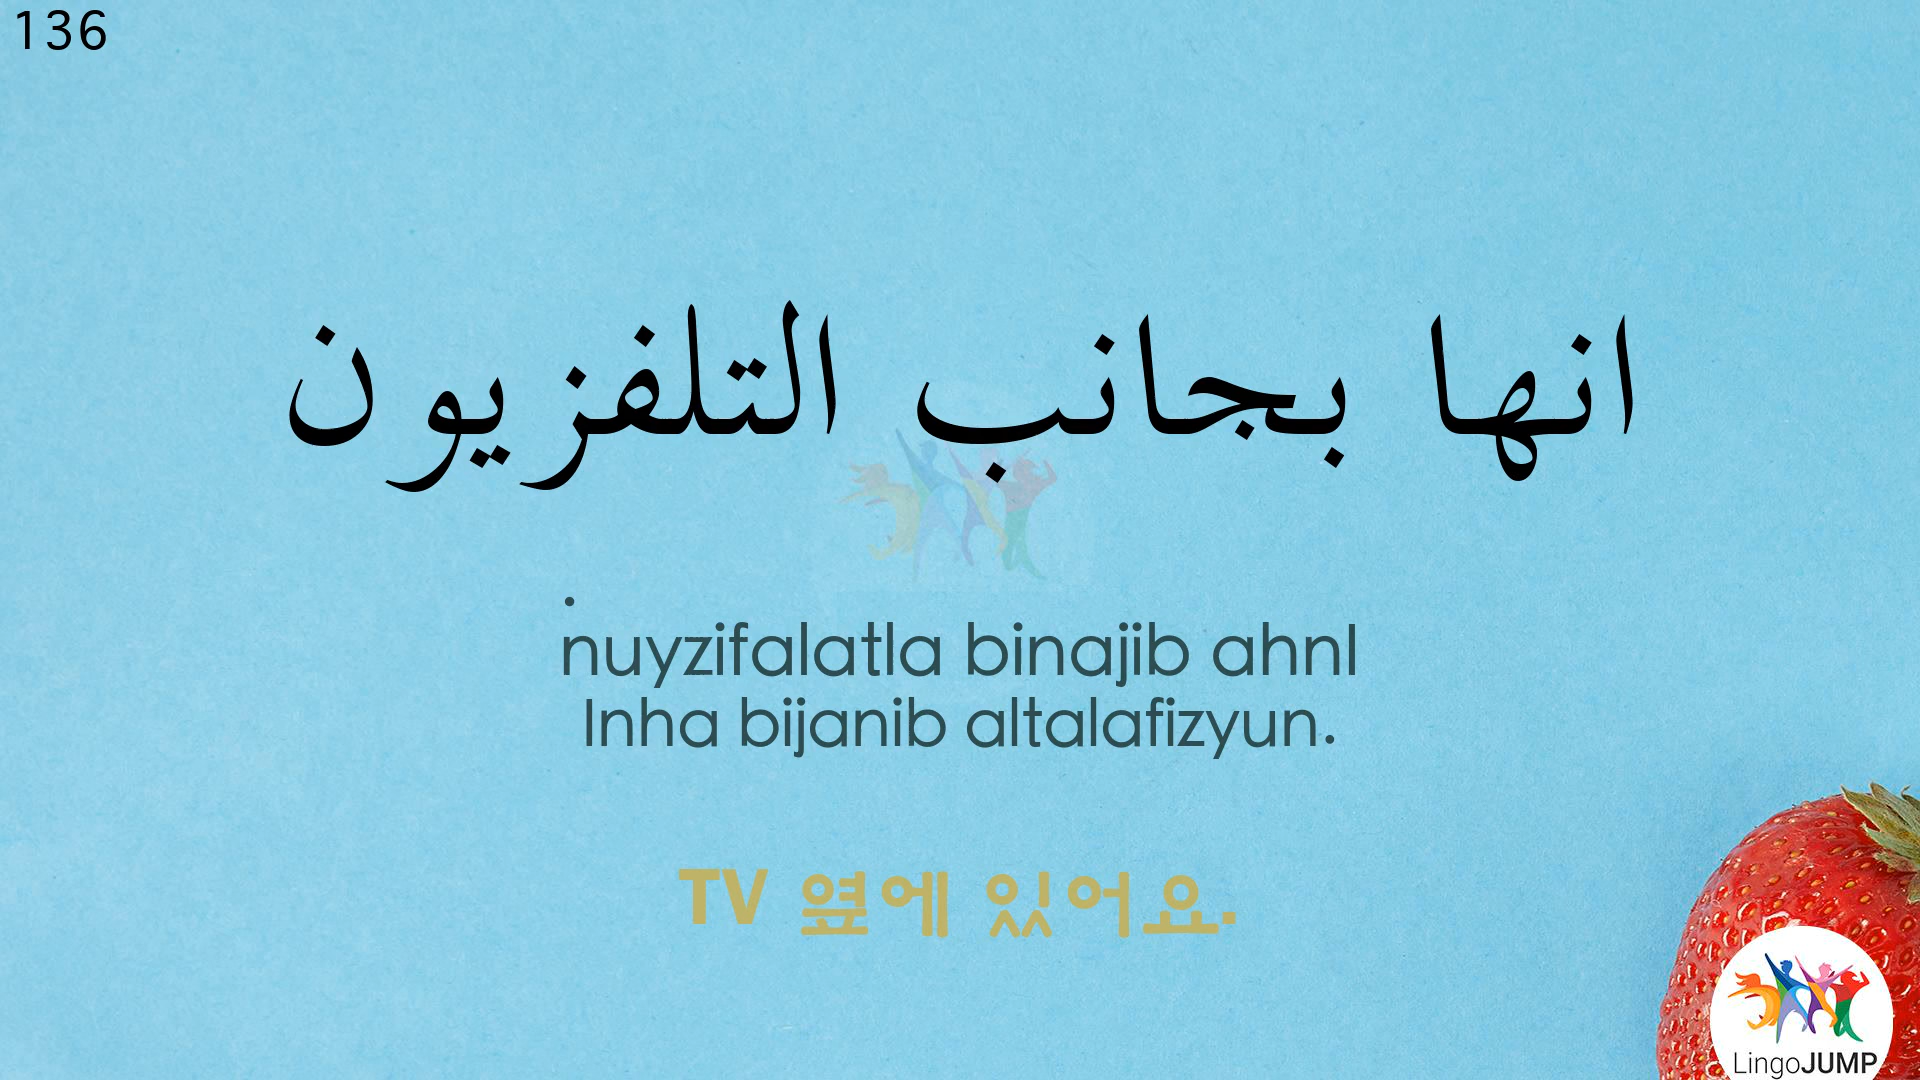 136
انها بجانب التلفزيون
.
nuyzifalatla binajib ahnI
Inha bijanib altalafizyun.
TV 옆에 있어요.
LingoJUMP